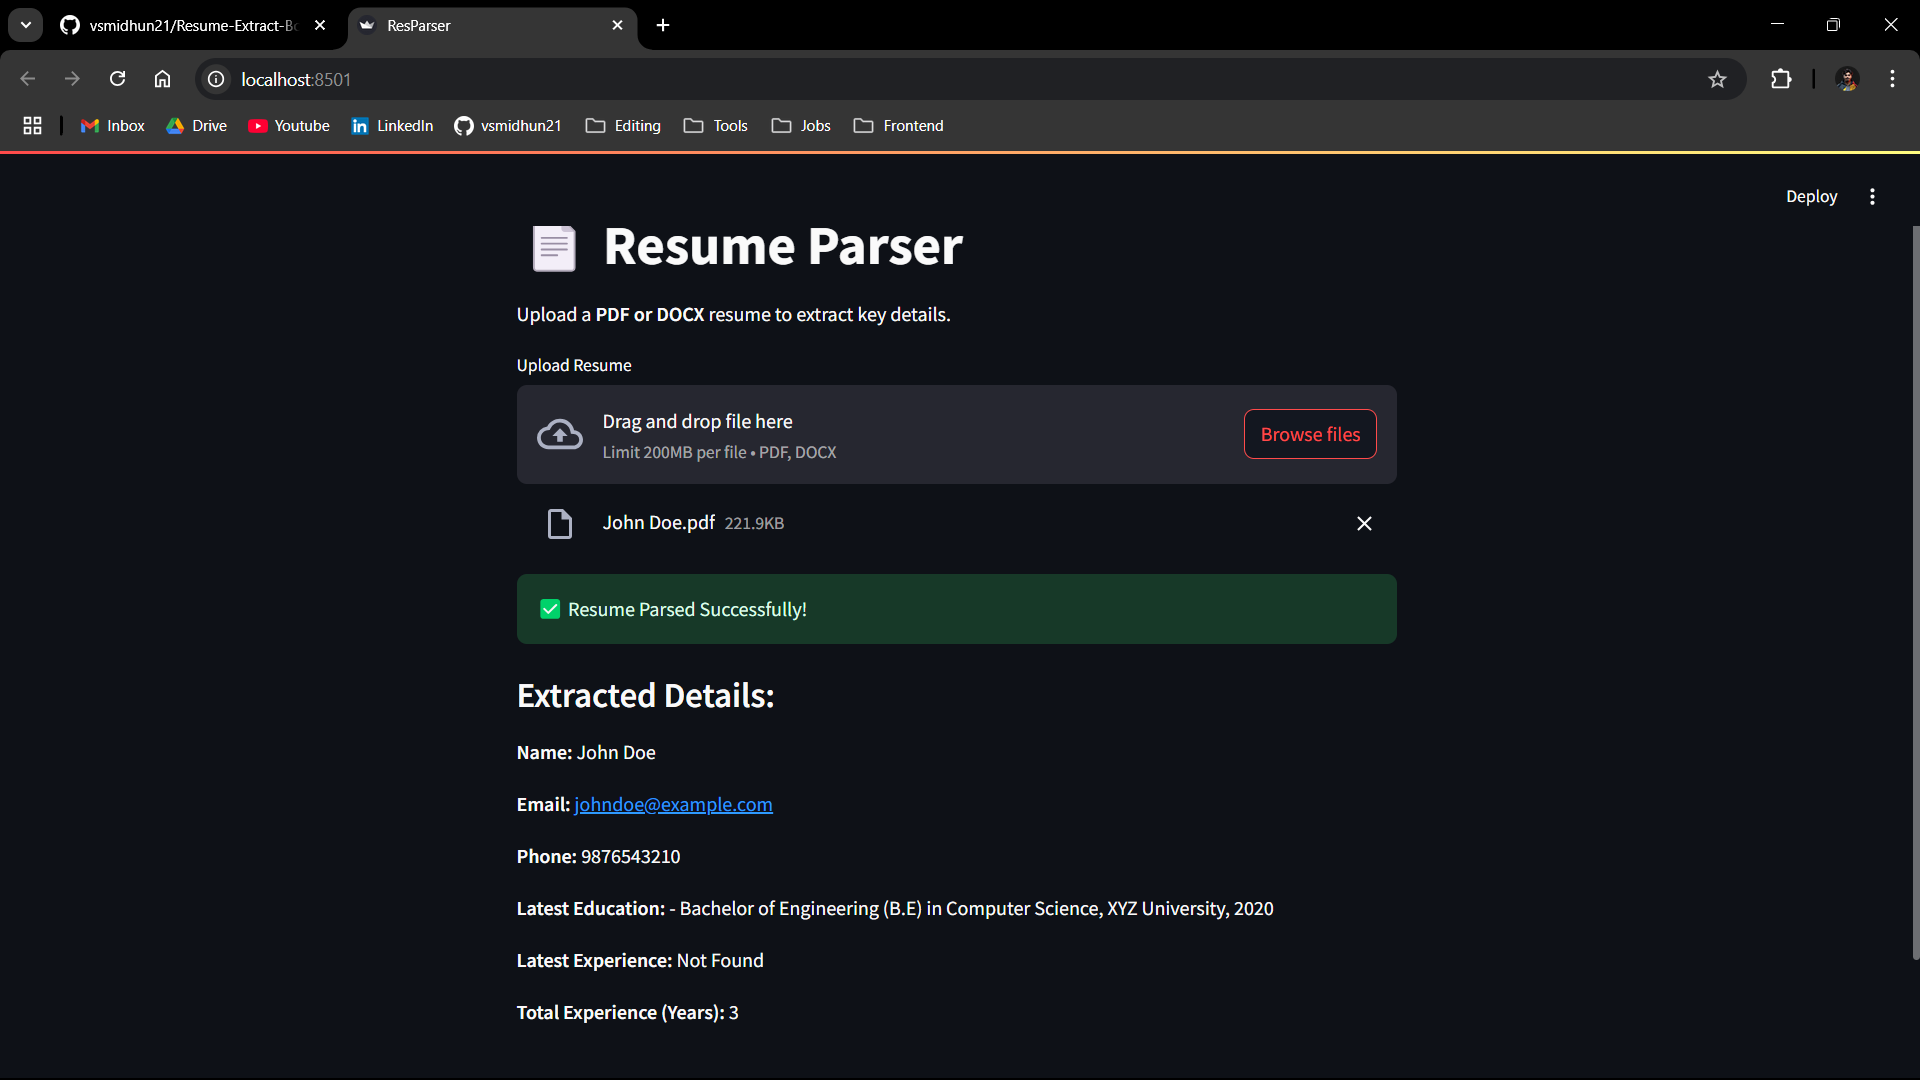 vsmidhun21/Resume-Extract-Bo
ResParser
localhost:8501
Inbox
Drive
Youtube
LinkedIn
vsmidhun21
Editing
Tools
Jobs
Frontend
Deploy
Resume Parser
Upload a PDF or DOCX resume to extract key details.
Upload Resume
Drag and drop file here
Limit 200MB per file • PDF, DOCX
Browse files
John Doe.pdf 221.9KB
Resume Parsed Successfully!
Extracted Details:
Name: John Doe
Email: johndoe@example.com
Phone: 9876543210
Latest Education: - Bachelor of Engineering (B.E) in Computer Science, XYZ University, 2020
Latest Experience: Not Found
Total Experience (Years): 3